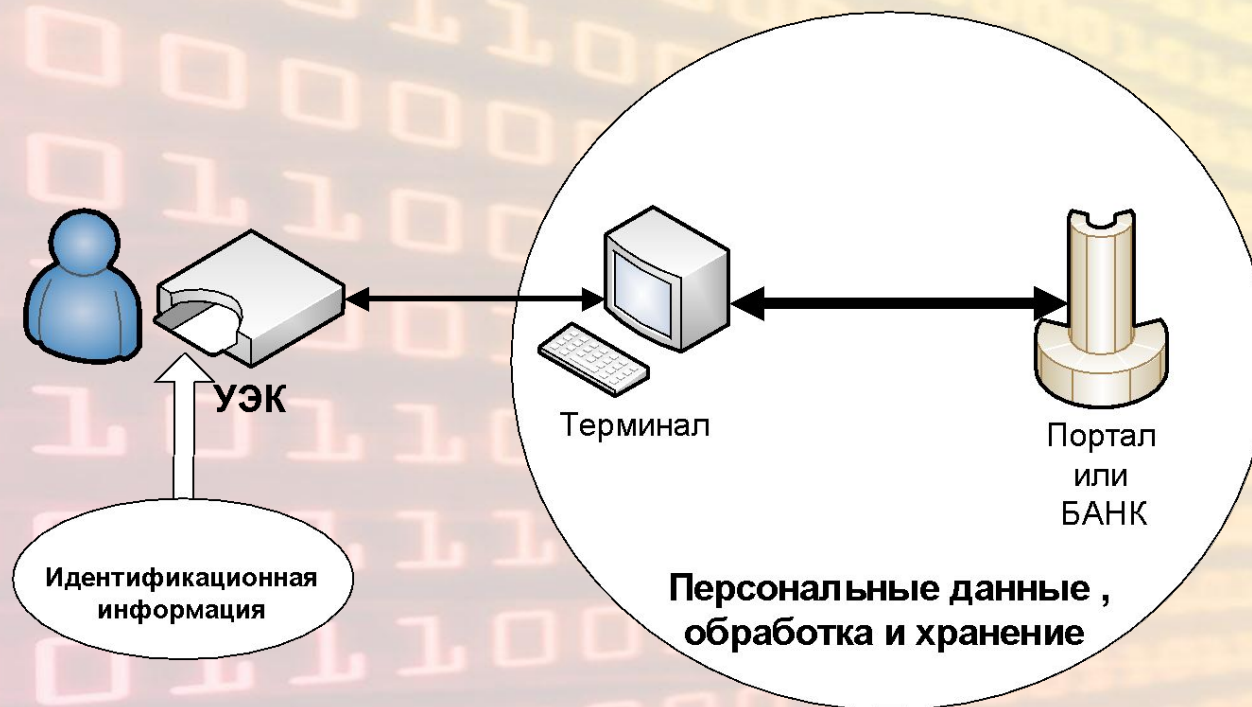 УЭК
Терминал
Портал
или
БАНК
Идентификационная
информация
Персональные данные ,
обработка и хранение